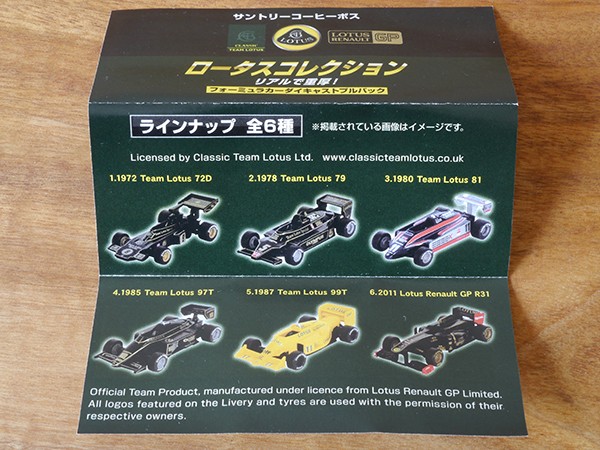 サントリーコーヒーボス
CLASSIC
TEAM LOTUS
LOTUS
LOTUS
RENAULT GP
ロータスコレクション
リアルで重厚！
フォーミュラカーダイキャストプルバック
ラインナップ 全6種 ※掲載されている画像はイメージです。
Licensed by Classic Team Lotus Ltd. www.classicteamlotus.co.uk
1.1972 Team Lotus 72D 2.1978 Team Lotus 79 3.1980 Team Lotus 81
4.1985 Team Lotus 97T 5.1987 Team Lotus 99T 6.2011 Lotus Renault GP R31
Official Team Product, manufactured under licence from Lotus Renault GP Limited.
All logos featured on the Livery and tyres are used with the permission of their
respective owners.